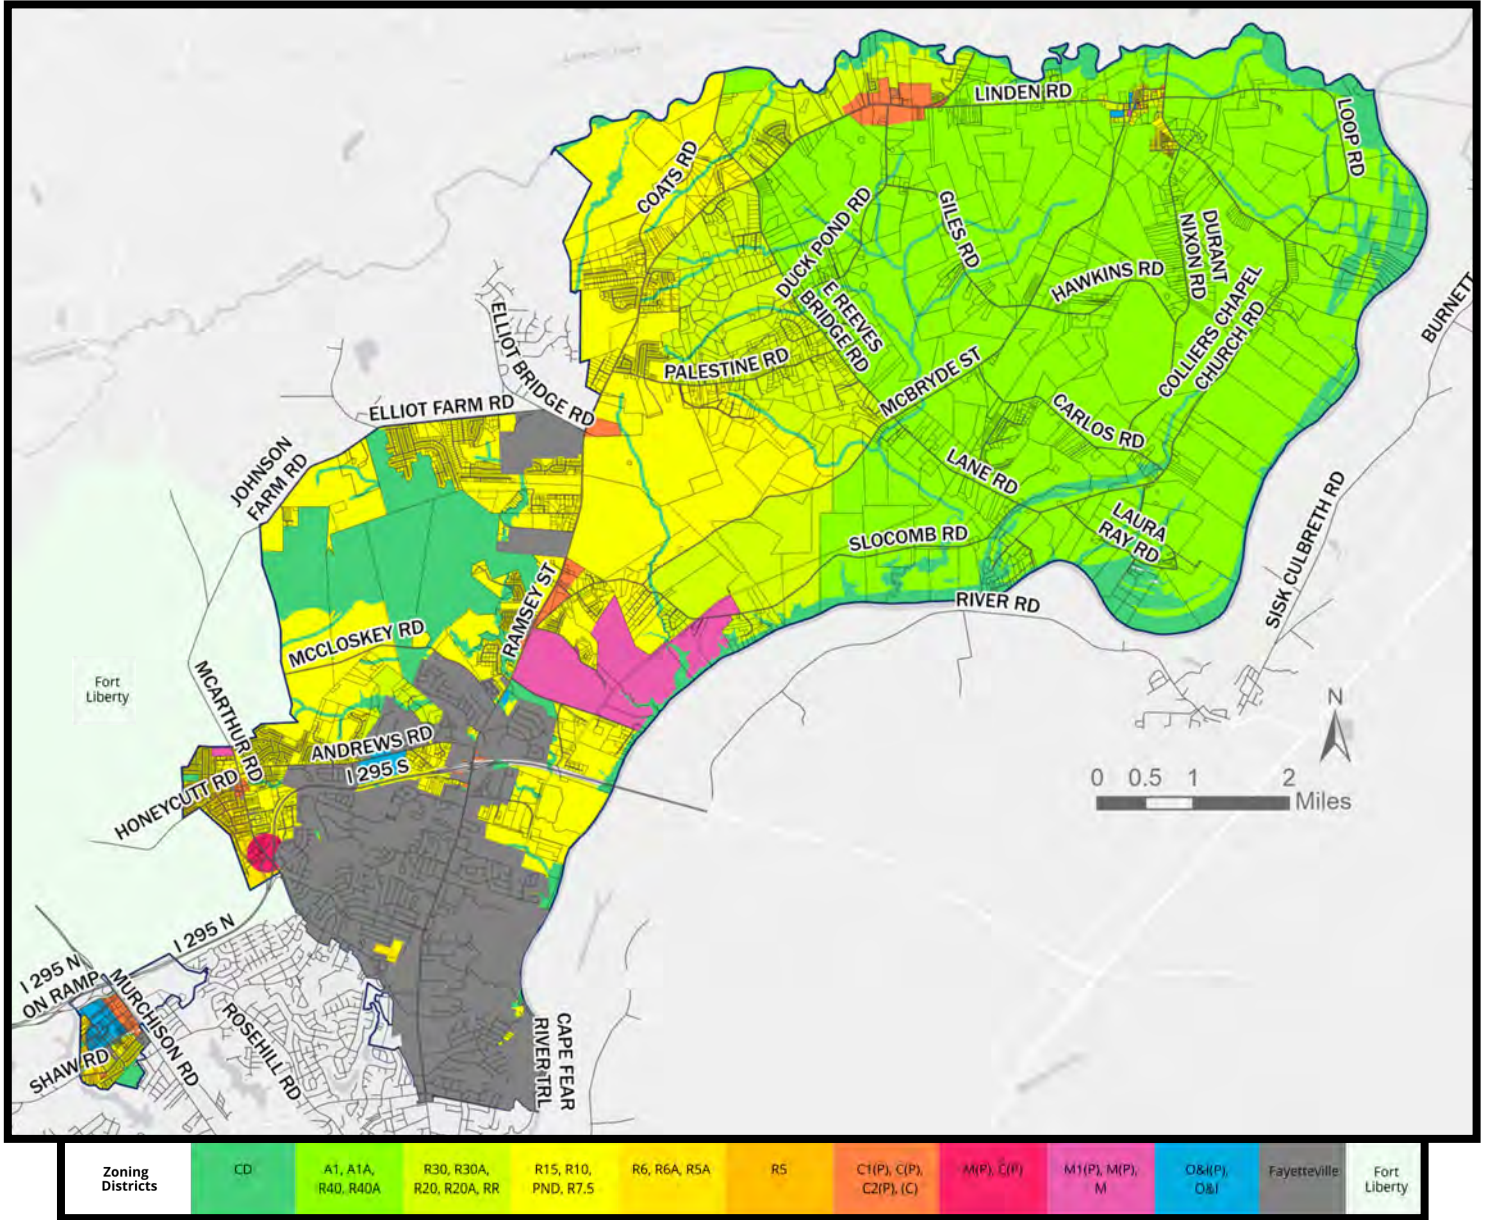 LINDEN RD
LOOP RD
COATS RD
DUCK POND RD
GILES RD
DURANT
NIXON RD
HAWKINS RD
E REEVES
BRIDGE RD
COLLIERS CHAPEL
CHURCH RD
BURNETT
ELLIOT BRIDGE RD
PALESTINE RD
MCBRYDE ST
ELLIOT FARM RD
CARLOS RD
JOHNSON
FARM RD
LANE RD
LAURA
RAY RD
SLOCOMB RD
SISK CULBRETH RD
RAMSEY ST
RIVER RD
MCCLOSKEY RD
Fort
Liberty
MCARTHUR RD
N
ANDREWS RD
I 295 S
HONEYCUTT RD
0 0.5 1 2
Miles
I 295 N
I 295 N
ON RAMP
MURCHISON RD
ROSEHILL RD
SHAW RD
CAPE FEAR
RIVER TRL
Zoning
Districts
CD
A1, A1A,
R40, R40A
R30, R30A,
R20, R20A, RR
R15, R10,
PND, R7.5
R6, R6A, R5A
R5
C1(P), C(P),
C2(P), (C)
M(P), C(P)
M1(P), M(P),
M
O&I(P),
O&I
Fayetteville
Fort
Liberty